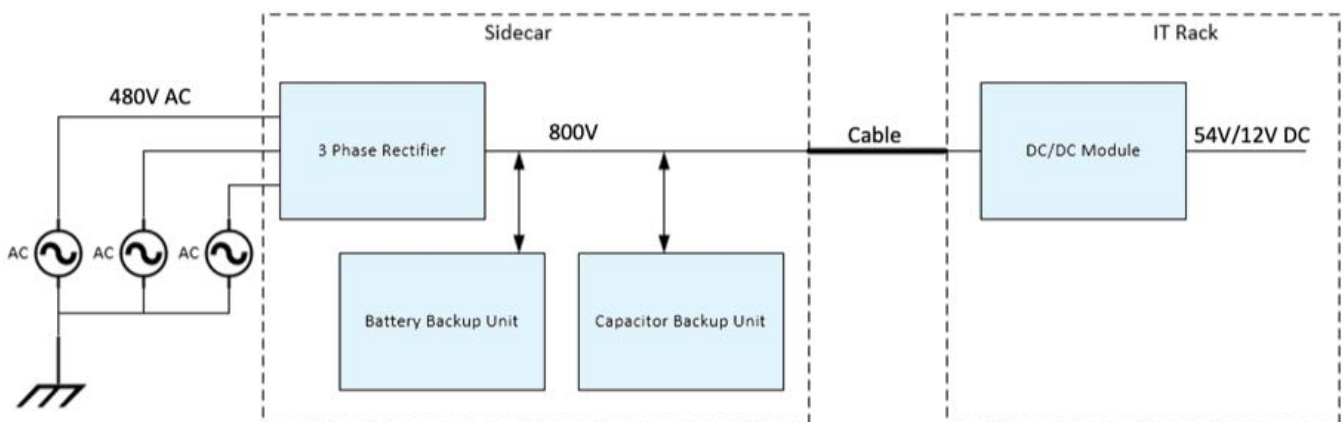 Sidecar
IT Rack
480V AC
3 Phase Rectifier
800V
Cable
DC/DC Module
54V/12V DC
AC
AC
AC
Battery Backup Unit
Capacitor Backup Unit